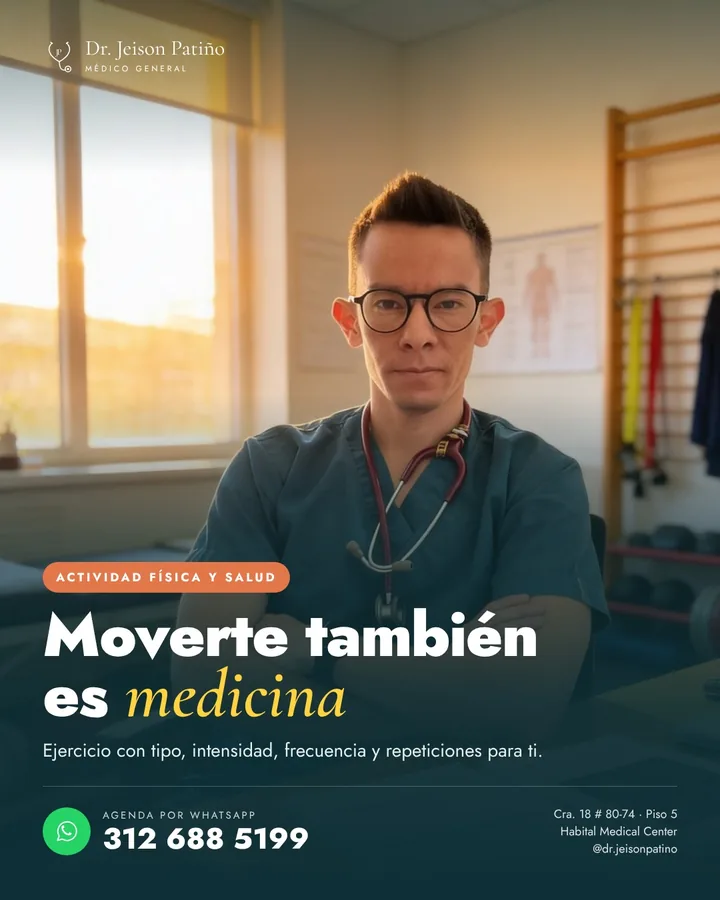 Dr. Jeison Patiño
MÉDICO GENERAL
ACTIVIDAD FÍSICA Y SALUD
Moverte también
es medicina
Ejercicio con tipo, intensidad, frecuencia y repeticiones para ti.
AGENDA POR WHATSAPP
312 688 5199
Cra. 18 # 80-74 · Piso 5
Habital Medical Center
@dr.jeisonpatino